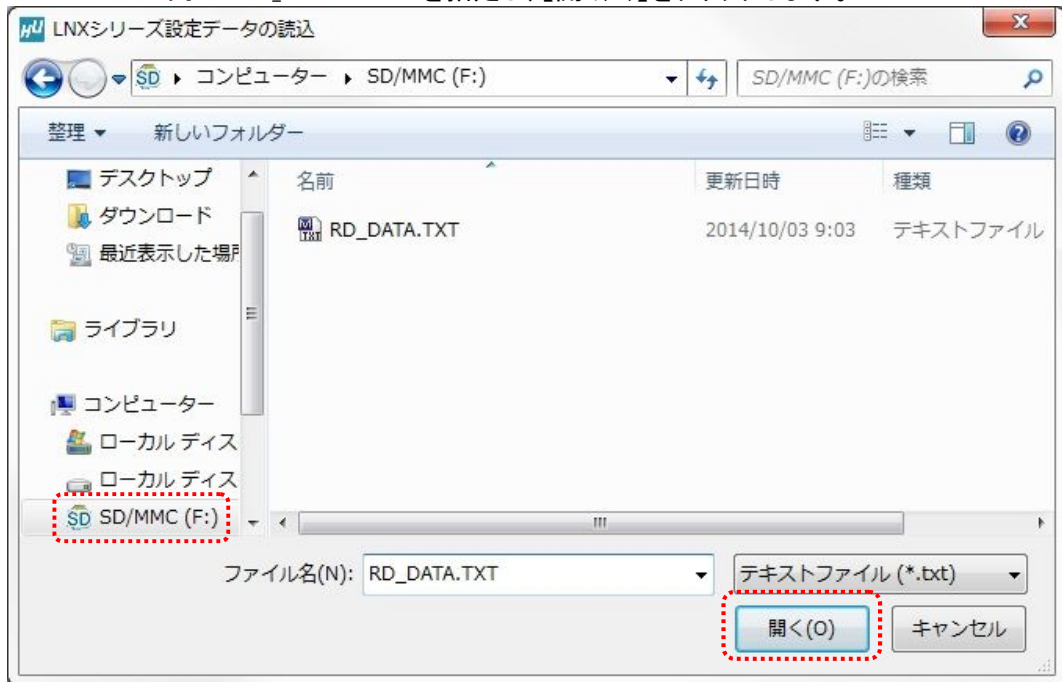 LNXシリーズ設定データの読込
コンピューター ▸ SD/MMC (F:)
SD/MMC (F:)の検索
整理 ▼ 新しいフォルダー
デスクトップ
ダウンロード
最近表示した場所
ライブラリ
コンピューター
ローカル ディス
ローカル ディス
SD/MMC (F:)
名前 更新日時 種類
RD_DATA.TXT 2014/10/03 9:03 テキストファイル
ファイル名(N): RD_DATA.TXT テキストファイル (*.txt)
開く(O) キャンセル